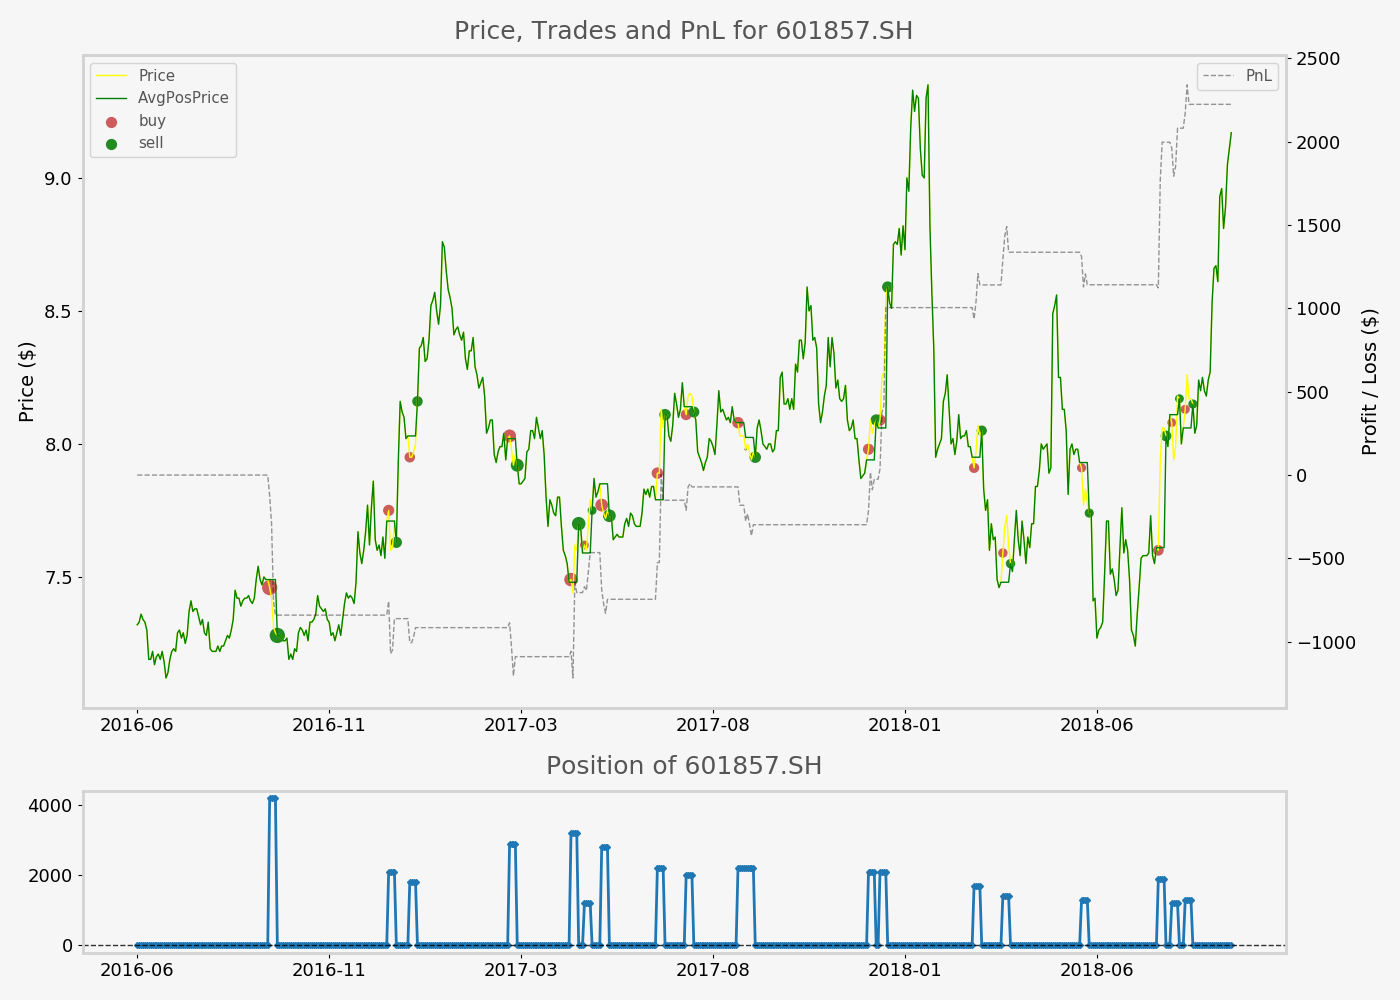 Price, Trades and PnL for 601857.SH
Price
AvgPosPrice
buy
sell
PnL
Price ($)
9.0
8.5
8.0
7.5
2500
2000
1500
1000
500
0
−500
−1000
Profit / Loss ($)
2016-06 2016-11 2017-03 2017-08 2018-01 2018-06
Position of 601857.SH
4000
2000
0
2016-06 2016-11 2017-03 2017-08 2018-01 2018-06